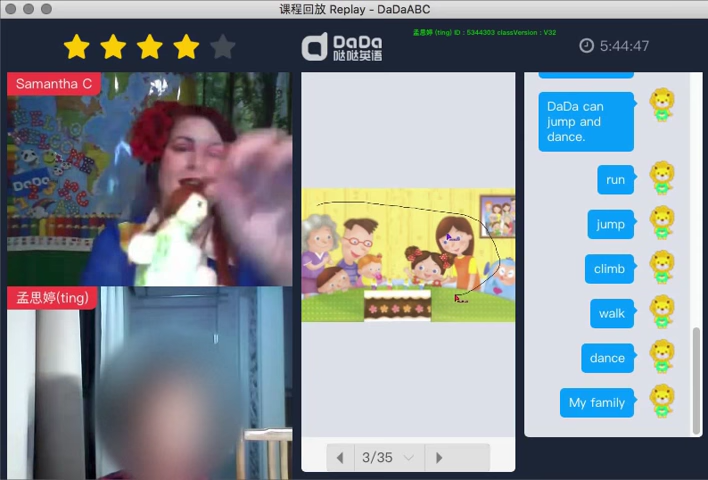 课程回放 Replay - DaDaABC
孟思婷 (ting) ID : 5344303 classVersion : V32
DaDa
哒哒英语
5:44:47
Samantha C
孟思婷(ting)
DaDa can
jump and
dance.
run
jump
climb
walk
dance
My family
3/35